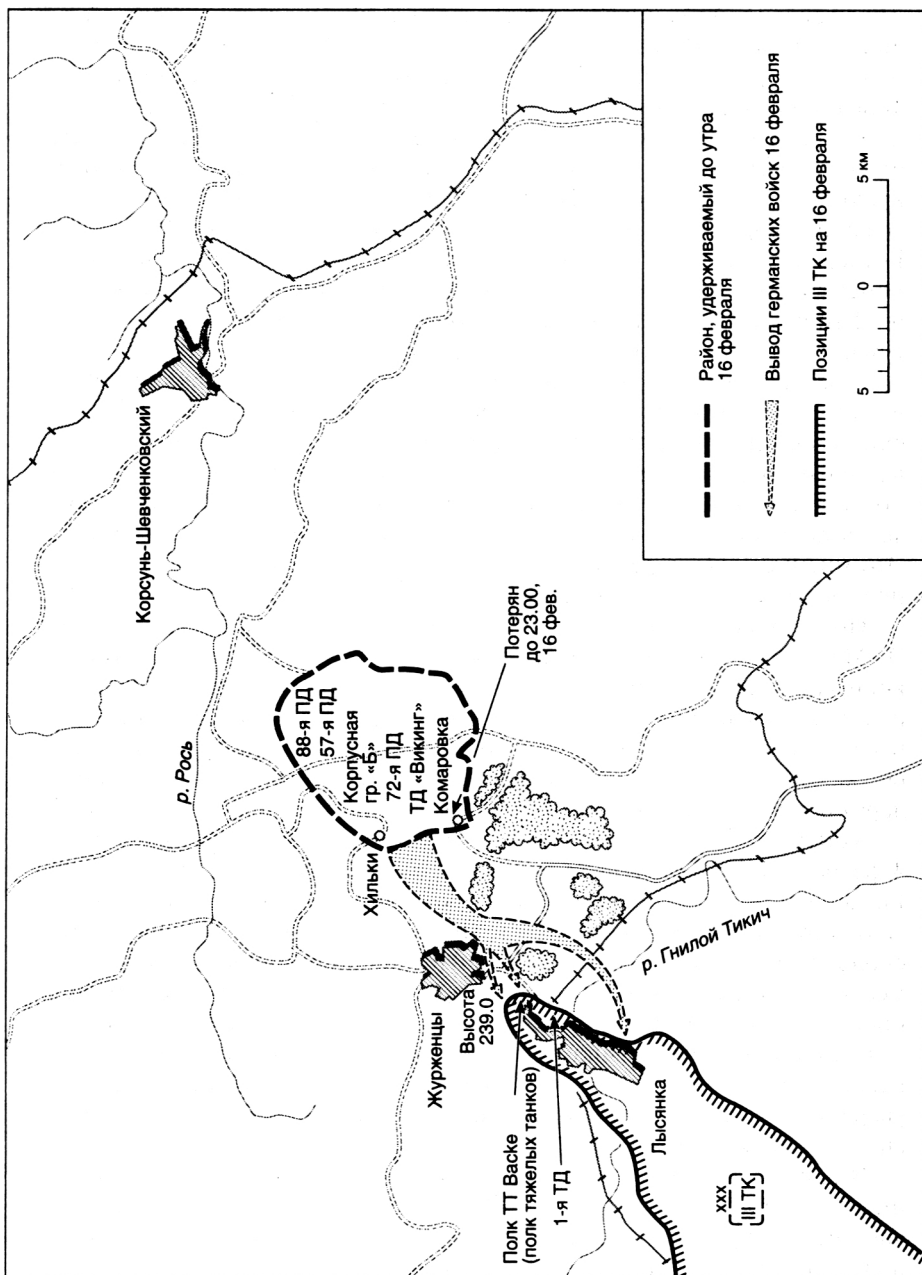 Корсунь-Шевченковский
р. Рось
88-я ПД
57-я ПД
Корпусная
гр. «Б»
72-я ПД
ТД «Викинг»
Комаровка
Хильки
Потерян
до 23.00,
16 фев.
Журженцы
Высота
239.0
р. Гнилой Тикич
Полк ТТ Ваcke
(полк тяжелых танков)
1-я ТД
Лысянка
XXX
III ТК
Район, удерживаемый до утра
16 февраля
Вывод германских войск 16 февраля
Позиции III ТК на 16 февраля
5 0 5 км